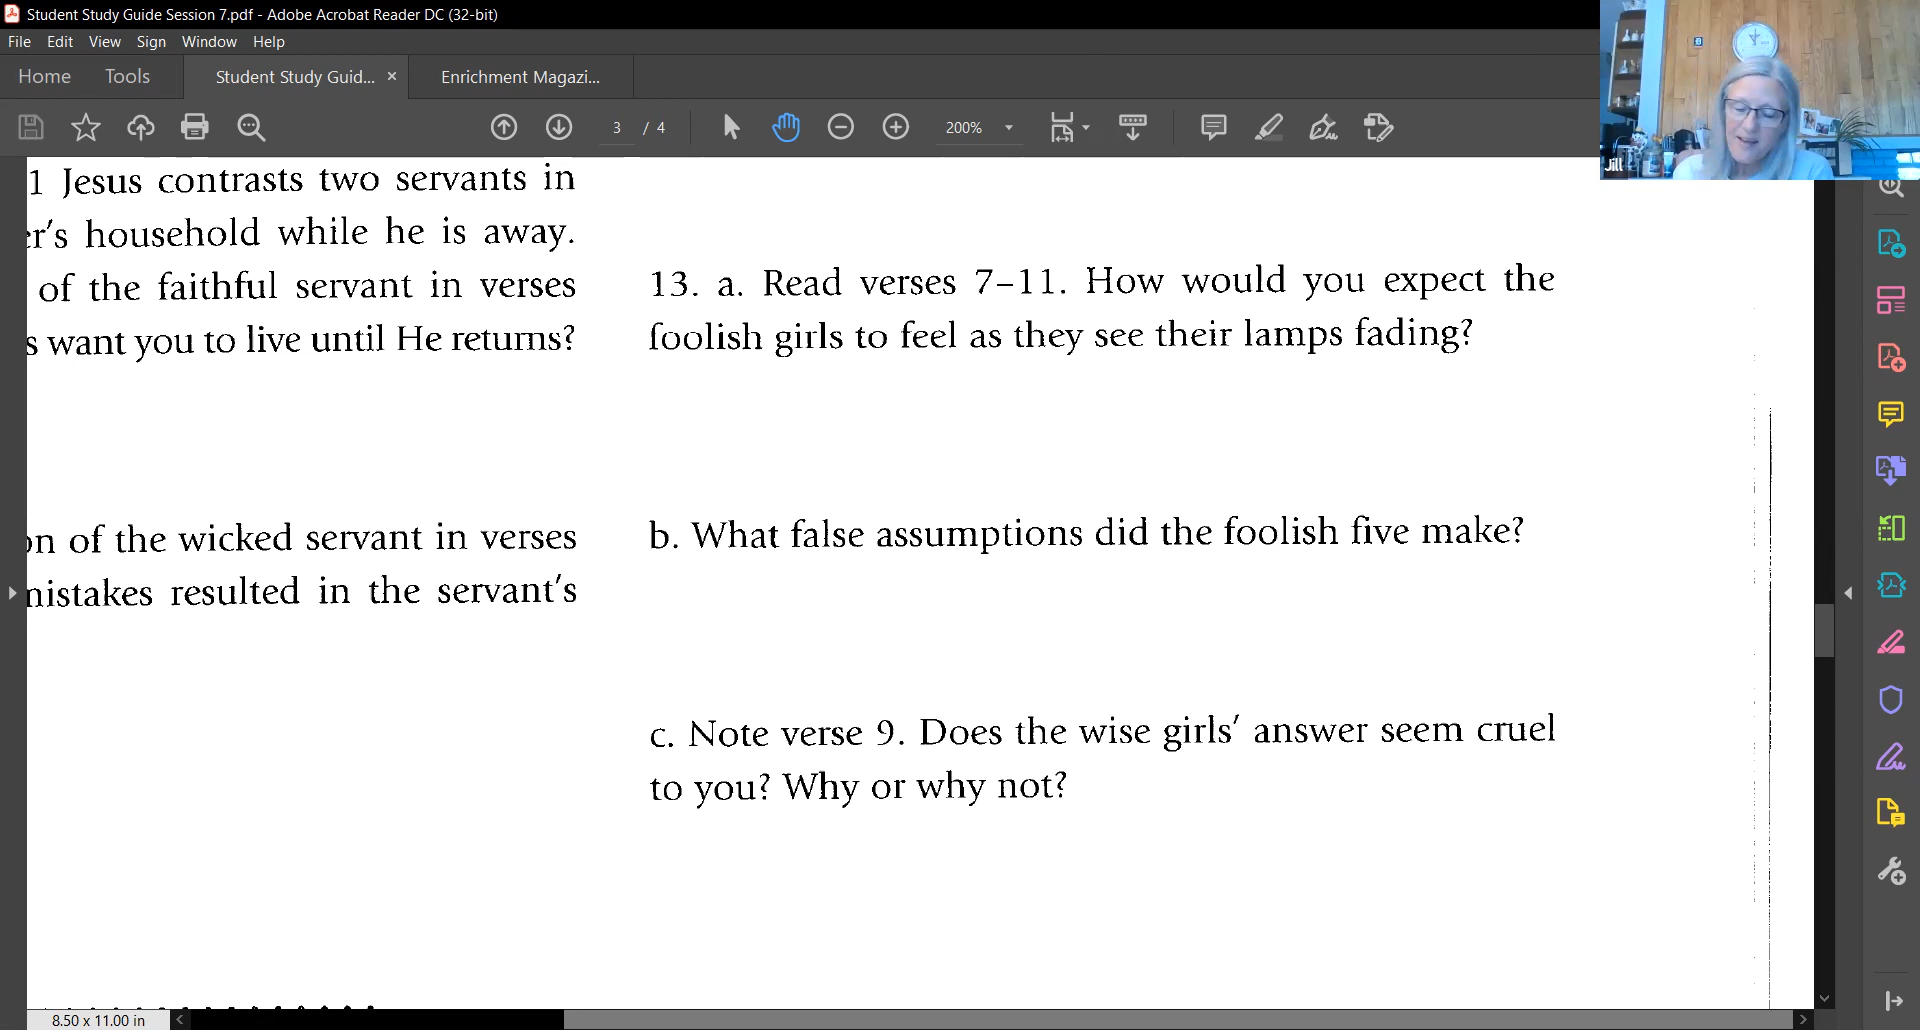 Student Study Guide Session 7.pdf - Adobe Acrobat Reader DC (32-bit)
File Edit View Sign Window Help
Home Tools Student Study Guid... × Enrichment Magazi...
3 / 4 200%
Jill
1 Jesus contrasts two servants in
er's household while he is away.
of the faithful servant in verses
s want you to live until He returns?
on of the wicked servant in verses
mistakes resulted in the servant's
13. a. Read verses 7–11. How would you expect the
foolish girls to feel as they see their lamps fading?
b. What false assumptions did the foolish five make?
c. Note verse 9. Does the wise girls' answer seem cruel
to you? Why or why not?
8.50 x 11.00 in